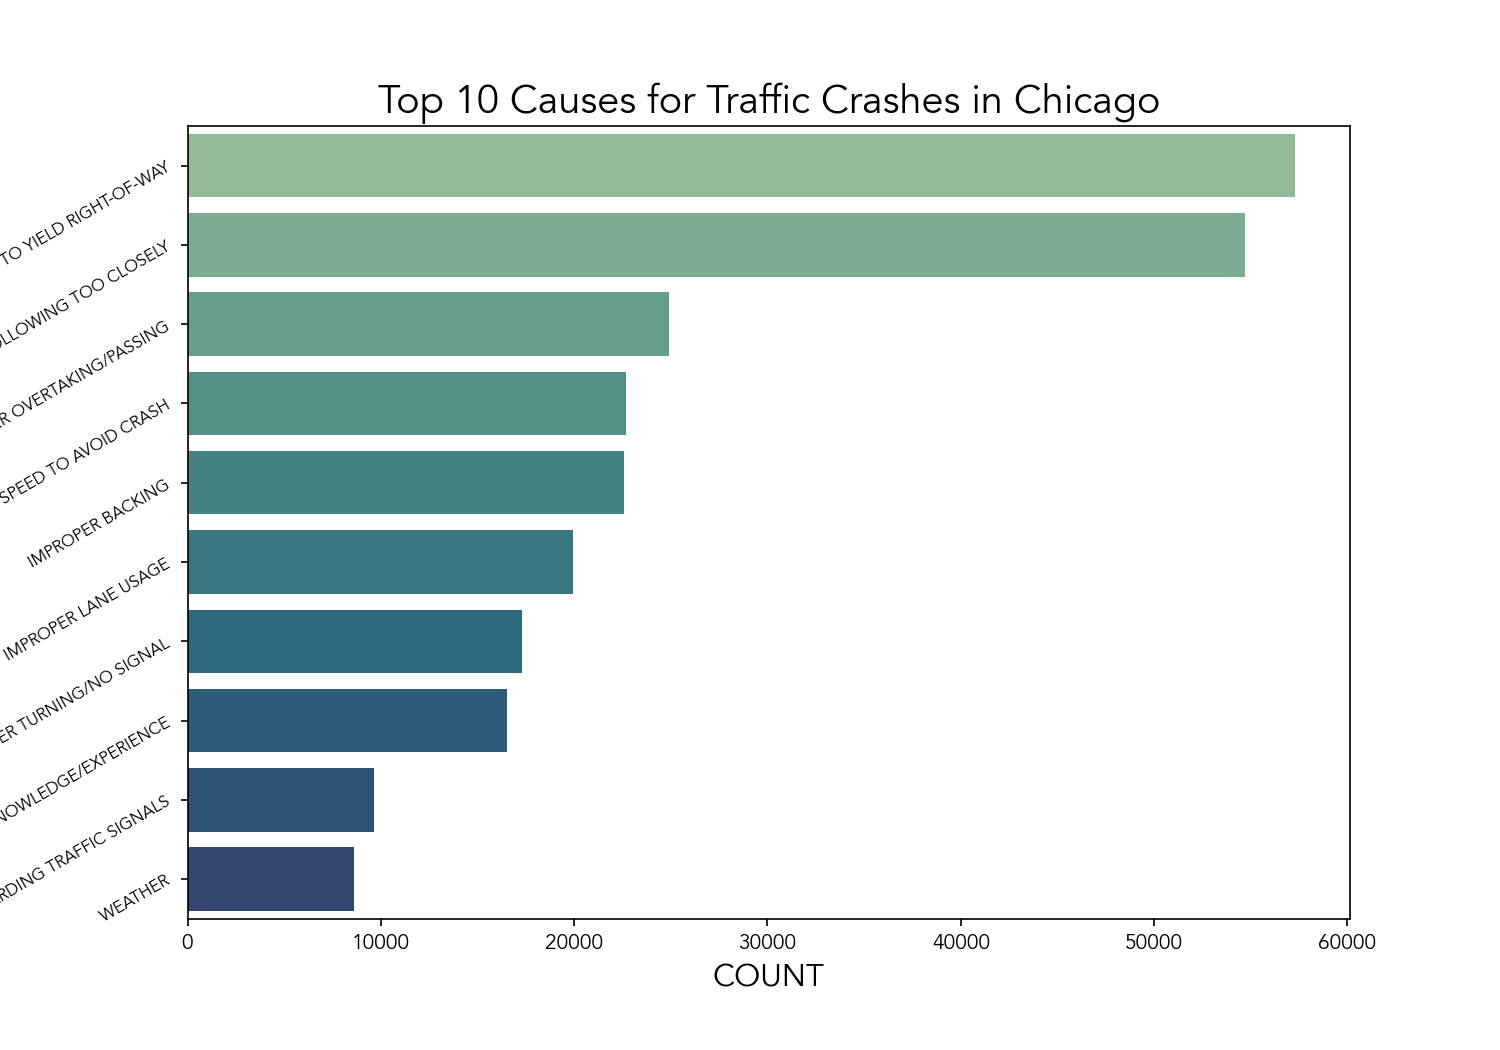 Top 10 Causes for Traffic Crashes in Chicago
TO YIELD RIGHT-OF-WAY
OLLOWING TOO CLOSELY
ER OVERTAKING/PASSING
SPEED TO AVOID CRASH
IMPROPER BACKING
IMPROPER LANE USAGE
ER TURNING/NO SIGNAL
NOWLEDGE/EXPERIENCE
RDING TRAFFIC SIGNALS
WEATHER
0 10000 20000 30000 40000 50000 60000
COUNT